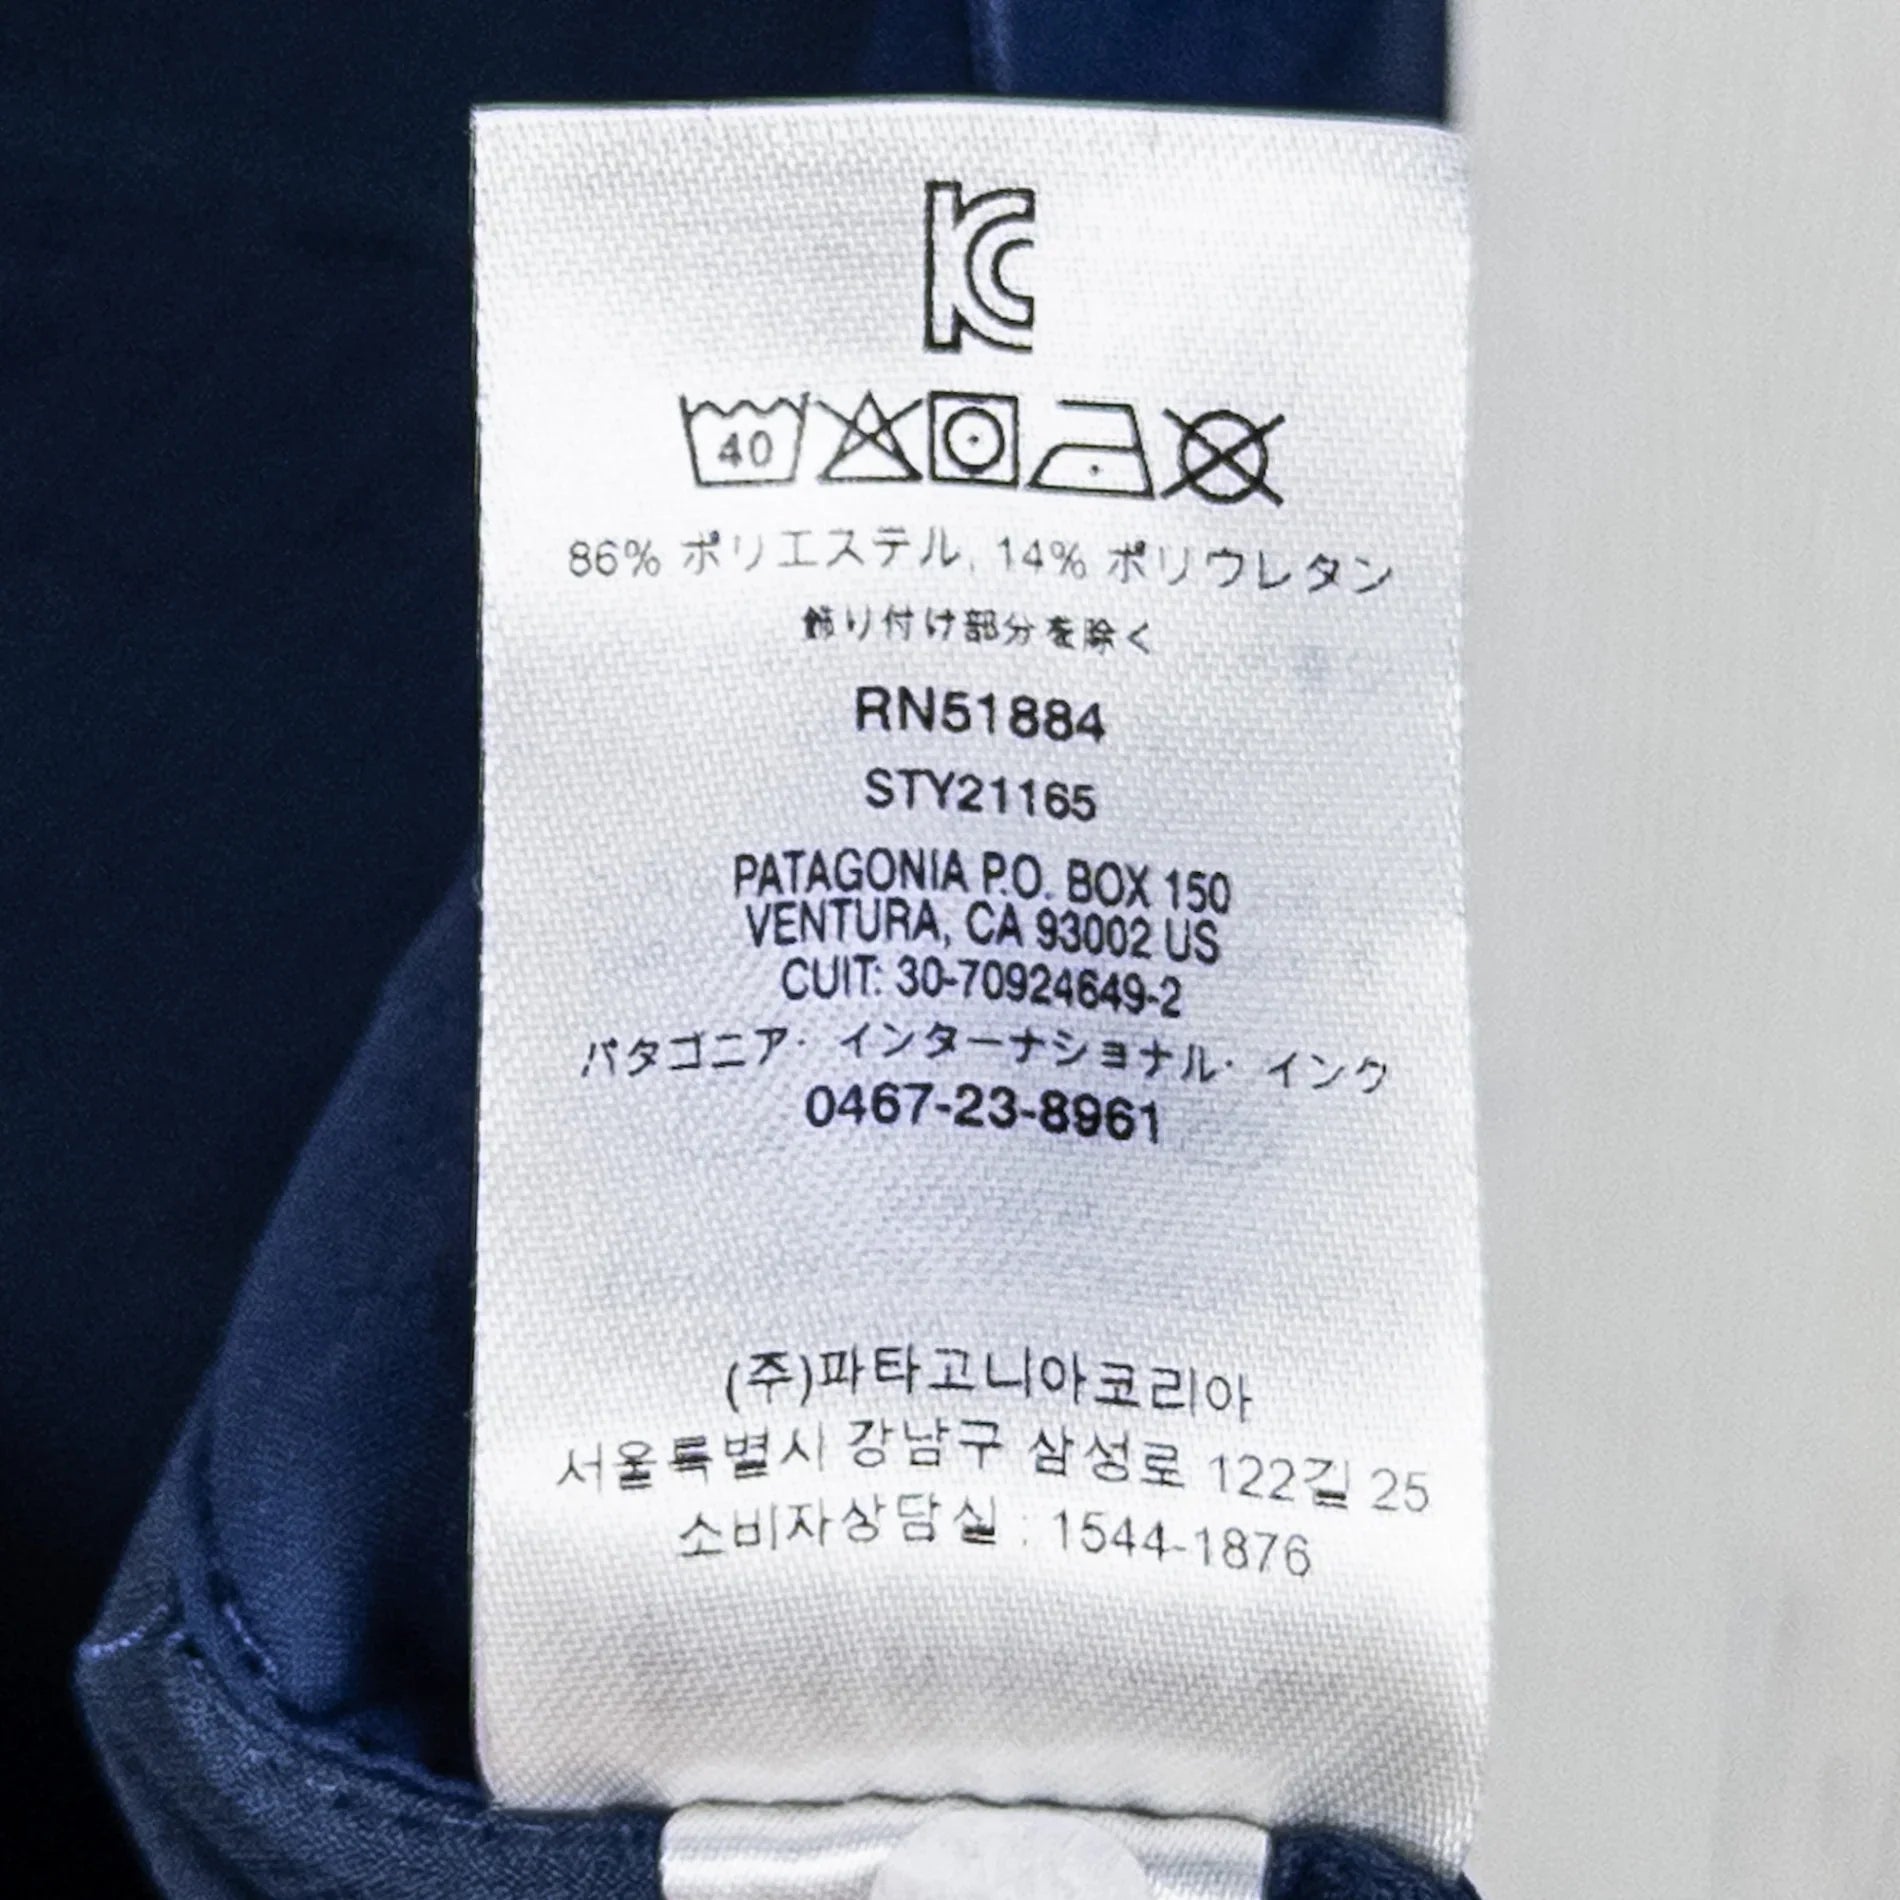 KC
40
86% ポリエステル, 14% ポリウレタン
飾り付け部分を除く
RN51884
STY21165
PATAGONIA P.O. BOX 150
VENTURA, CA 93002 US
CUIT: 30-70924649-2
パタゴニア・インターナショナル・インク
0467-23-8961
(주)파타고니아코리아
서울특별시 강남구 삼성로 122길 25
소비자상담실 : 1544-1876